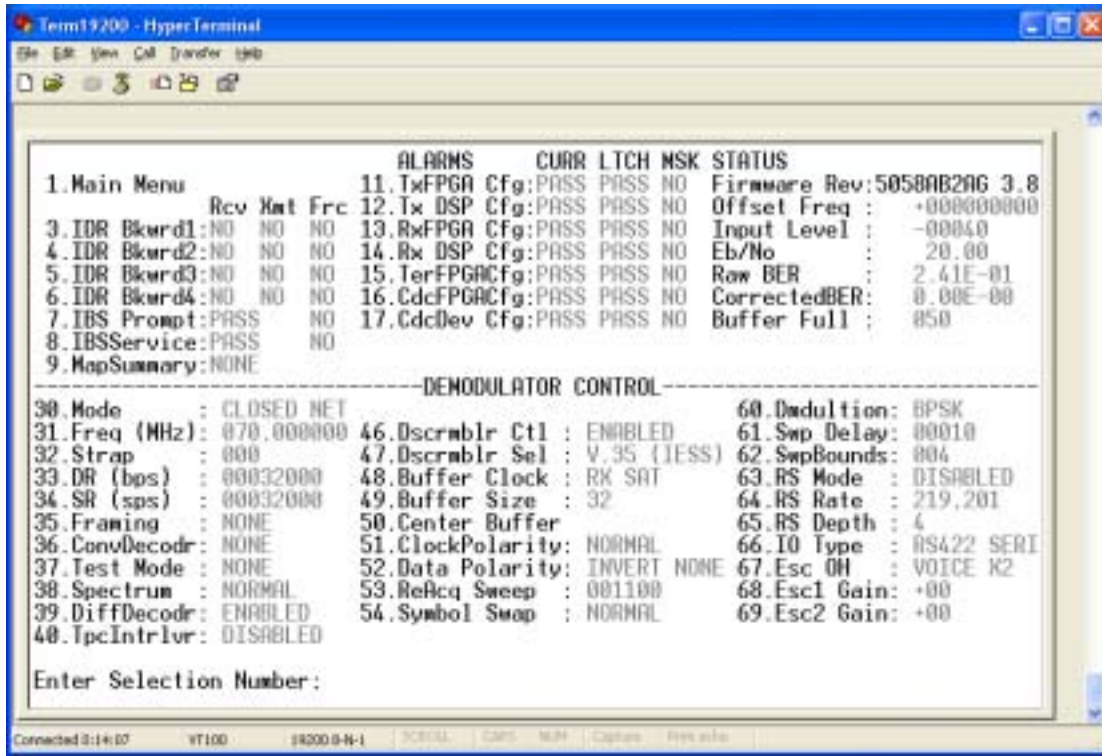 Term19200 - HyperTerminal
File Edit View Call Transfer Help
ALARMS CURR LTCH MSK STATUS
1.Main Menu 11.TxFPGA Cfg:PASS PASS NO Firmware Rev:5058AB2AG 3.8
Rcv Xmt Frc 12.Tx DSP Cfg:PASS PASS NO Offset Freq : +000000000
3.IDR Bkwrd1:NO NO NO 13.RxFPGA Cfg:PASS PASS NO Input Level : -00040
4.IDR Bkwrd2:NO NO NO 14.Rx DSP Cfg:PASS PASS NO Eb/No : 20.00
5.IDR Bkwrd3:NO NO NO 15.TerFPGACfg:PASS PASS NO Raw BER : 2.41E-01
6.IDR Bkwrd4:NO NO NO 16.CdcFPGACfg:PASS PASS NO CorrectedBER: 0.00E-00
7.IBS Prompt:PASS NO 17.CdcDev Cfg:PASS PASS NO Buffer Full : 050
8.IBSService:PASS NO
9.MapSummary:NONE
DEMODULATOR CONTROL
30.Mode : CLOSED NET 60.Dmdultion: BPSK
31.Freq (MHz): 070.000000 46.Dscrmblr Ctl : ENABLED 61.Swp Delay: 00010
32.Strap : 000 47.Dscrmblr Sel : V.35 (IESS) 62.SwpBounds: 004
33.DR (bps) : 00032000 48.Buffer Clock : RX SAT 63.RS Mode : DISABLED
34.SR (sps) : 00032000 49.Buffer Size : 32 64.RS Rate : 219,201
35.Framing : NONE 50.Center Buffer 65.RS Depth : 4
36.ConvDecodr: NONE 51.ClockPolarity: NORMAL 66.IO Type : RS422 SERI
37.Test Mode : NONE 52.Data Polarity: INVERT NONE 67.Esc OH : VOICE X2
38.Spectrum : NORMAL 53.ReAcq Sweep : 001100 68.Esc1 Gain: +00
39.DiffDecodr: ENABLED 54.Symbol Swap : NORMAL 69.Esc2 Gain: +00
40.TpcIntrlvr: DISABLED
Enter Selection Number:
Connected 0:14:07 VT100 19200 8-N-1 SCROLL CAPS NUM Capture Print echo